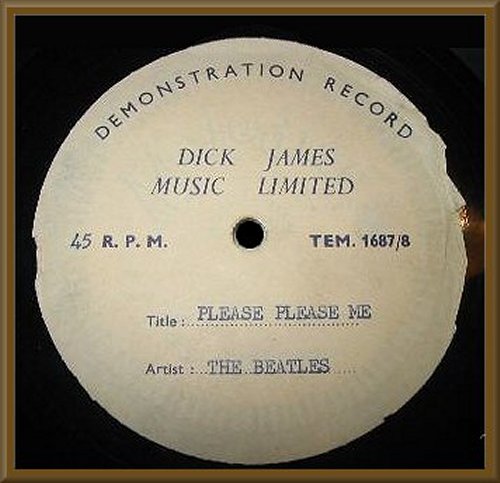 DEMONSTRATION RECORD
DICK JAMES
MUSIC LIMITED
45 R. P. M. TEM. 1687/8
Title : PLEASE PLEASE ME
Artist : THE BEATLES